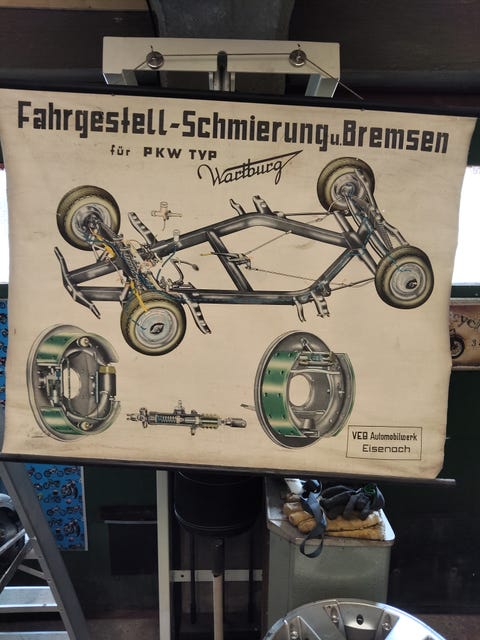 Fahrgestell-Schmierung u. Bremsen
für PKW TYP
Wartburg
VEB Automobilwerk
Eisenach